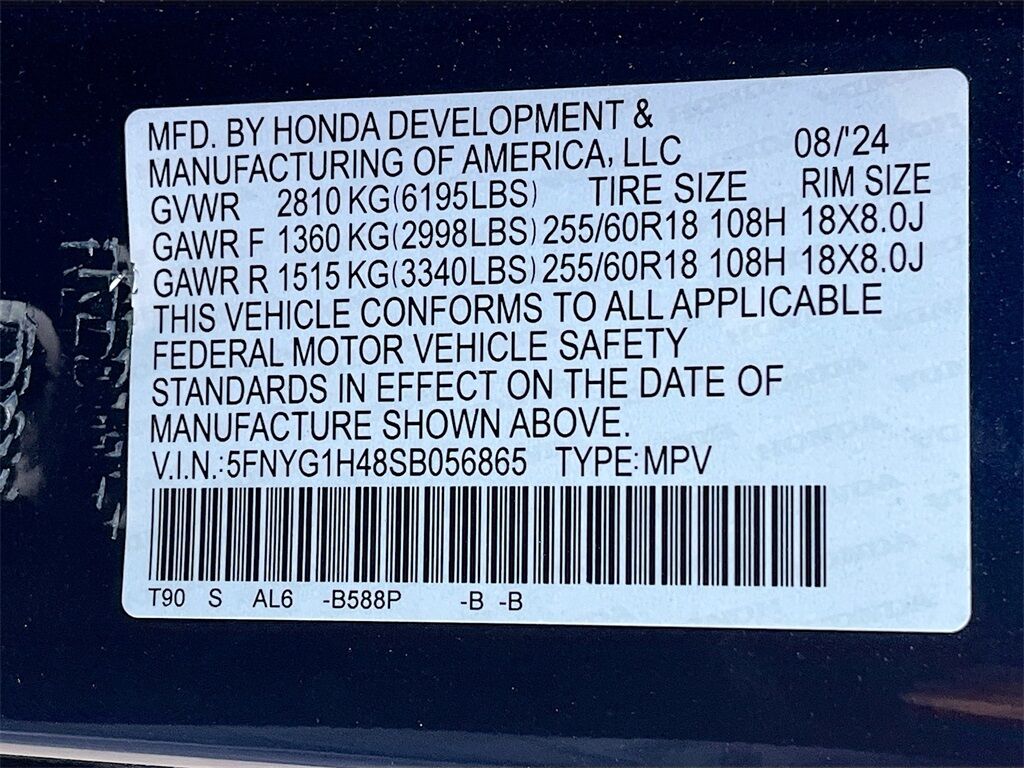 MFD. BY HONDA DEVELOPMENT &
MANUFACTURING OF AMERICA, LLC 08/'24
GVWR 2810 KG(6195LBS) TIRE SIZE RIM SIZE
GAWR F 1360 KG(2998LBS) 255/60R18 108H 18X8.0J
GAWR R 1515 KG(3340LBS) 255/60R18 108H 18X8.0J
THIS VEHICLE CONFORMS TO ALL APPLICABLE
FEDERAL MOTOR VEHICLE SAFETY
STANDARDS IN EFFECT ON THE DATE OF
MANUFACTURE SHOWN ABOVE.
V.I.N.:5FNYG1H48SB056865 TYPE:MPV
T90 S AL6 -B588P -B -B